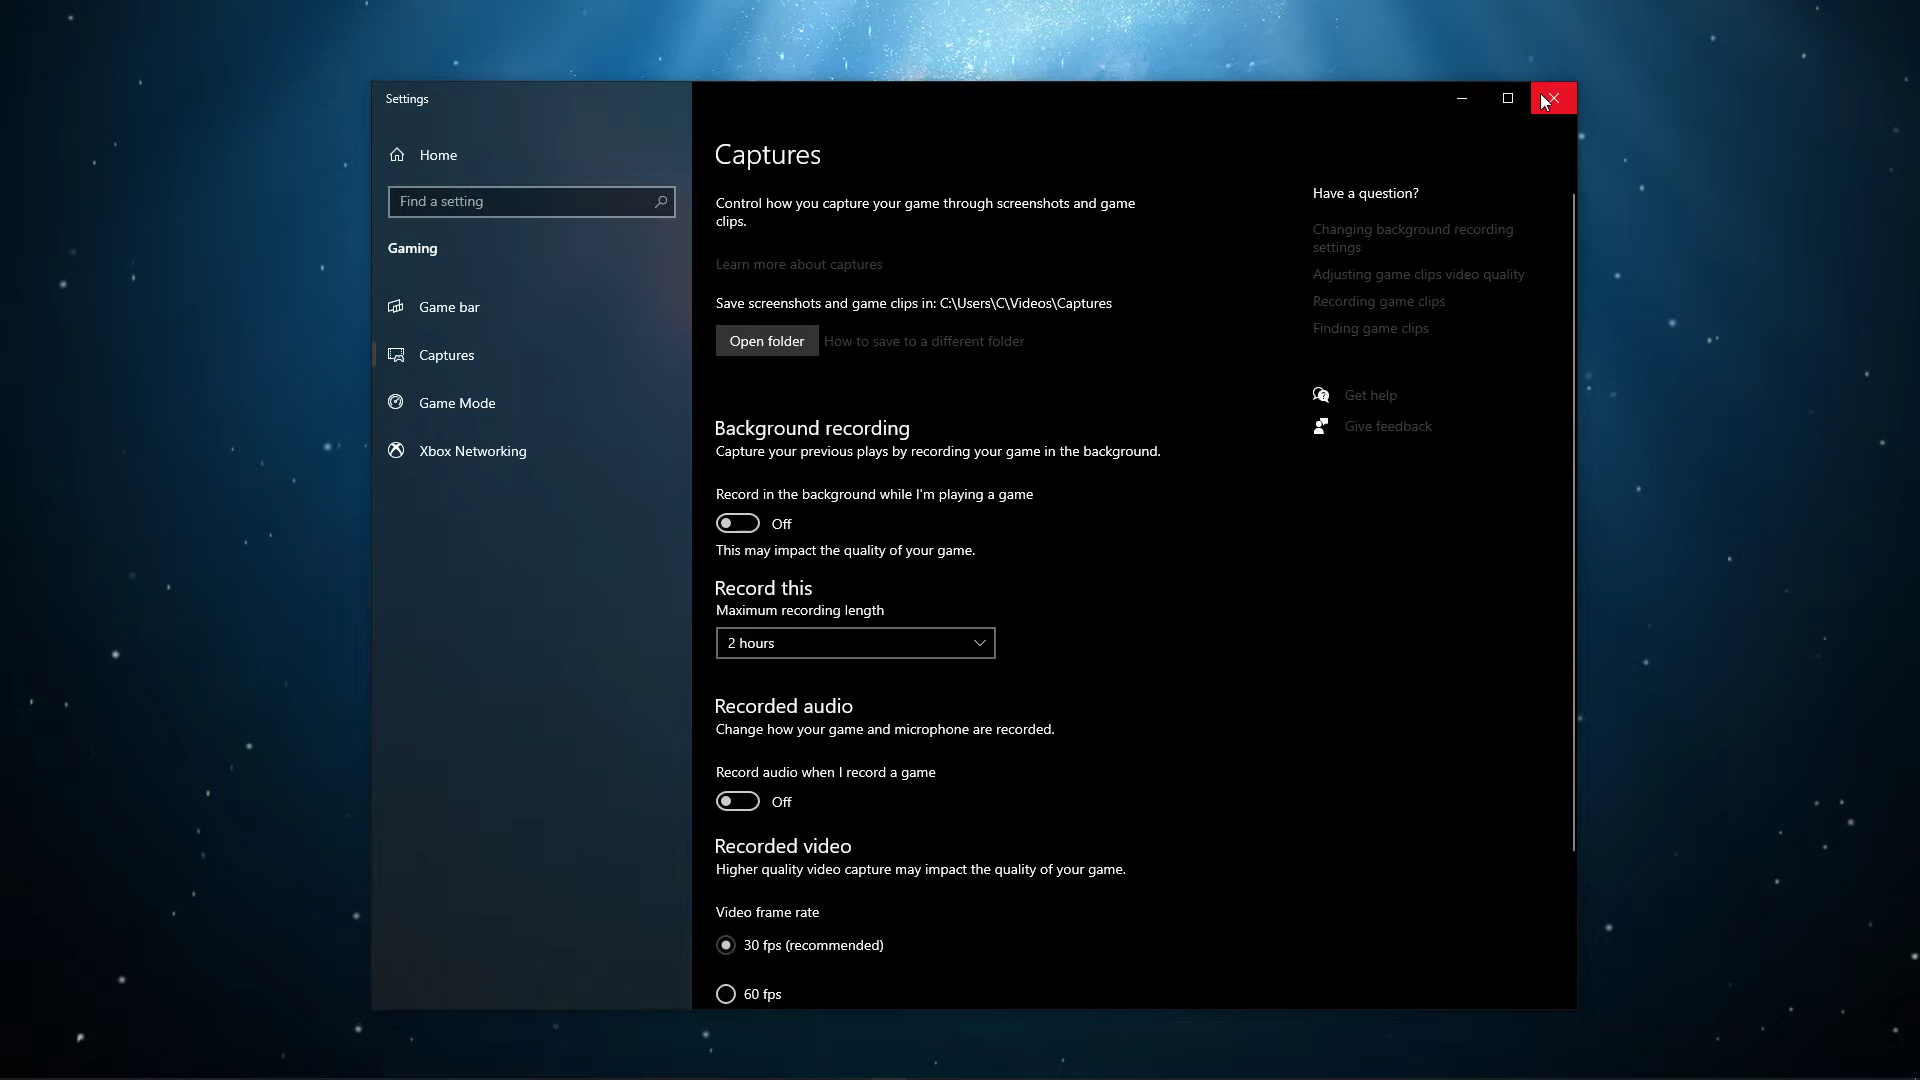 Settings
Home
Find a setting
Gaming
Game bar
Captures
Game Mode
Xbox Networking
Captures
Control how you capture your game through screenshots and game
clips.
Learn more about captures
Save screenshots and game clips in: C:\Users\C\Videos\Captures
Open folder
How to save to a different folder
Background recording
Capture your previous plays by recording your game in the background.
Record in the background while I'm playing a game
Off
This may impact the quality of your game.
Record this
Maximum recording length
2 hours
Recorded audio
Change how your game and microphone are recorded.
Record audio when I record a game
Off
Recorded video
Higher quality video capture may impact the quality of your game.
Video frame rate
30 fps (recommended)
60 fps
Have a question?
Changing background recording
settings
Adjusting game clips video quality
Recording game clips
Finding game clips
Get help
Give feedback